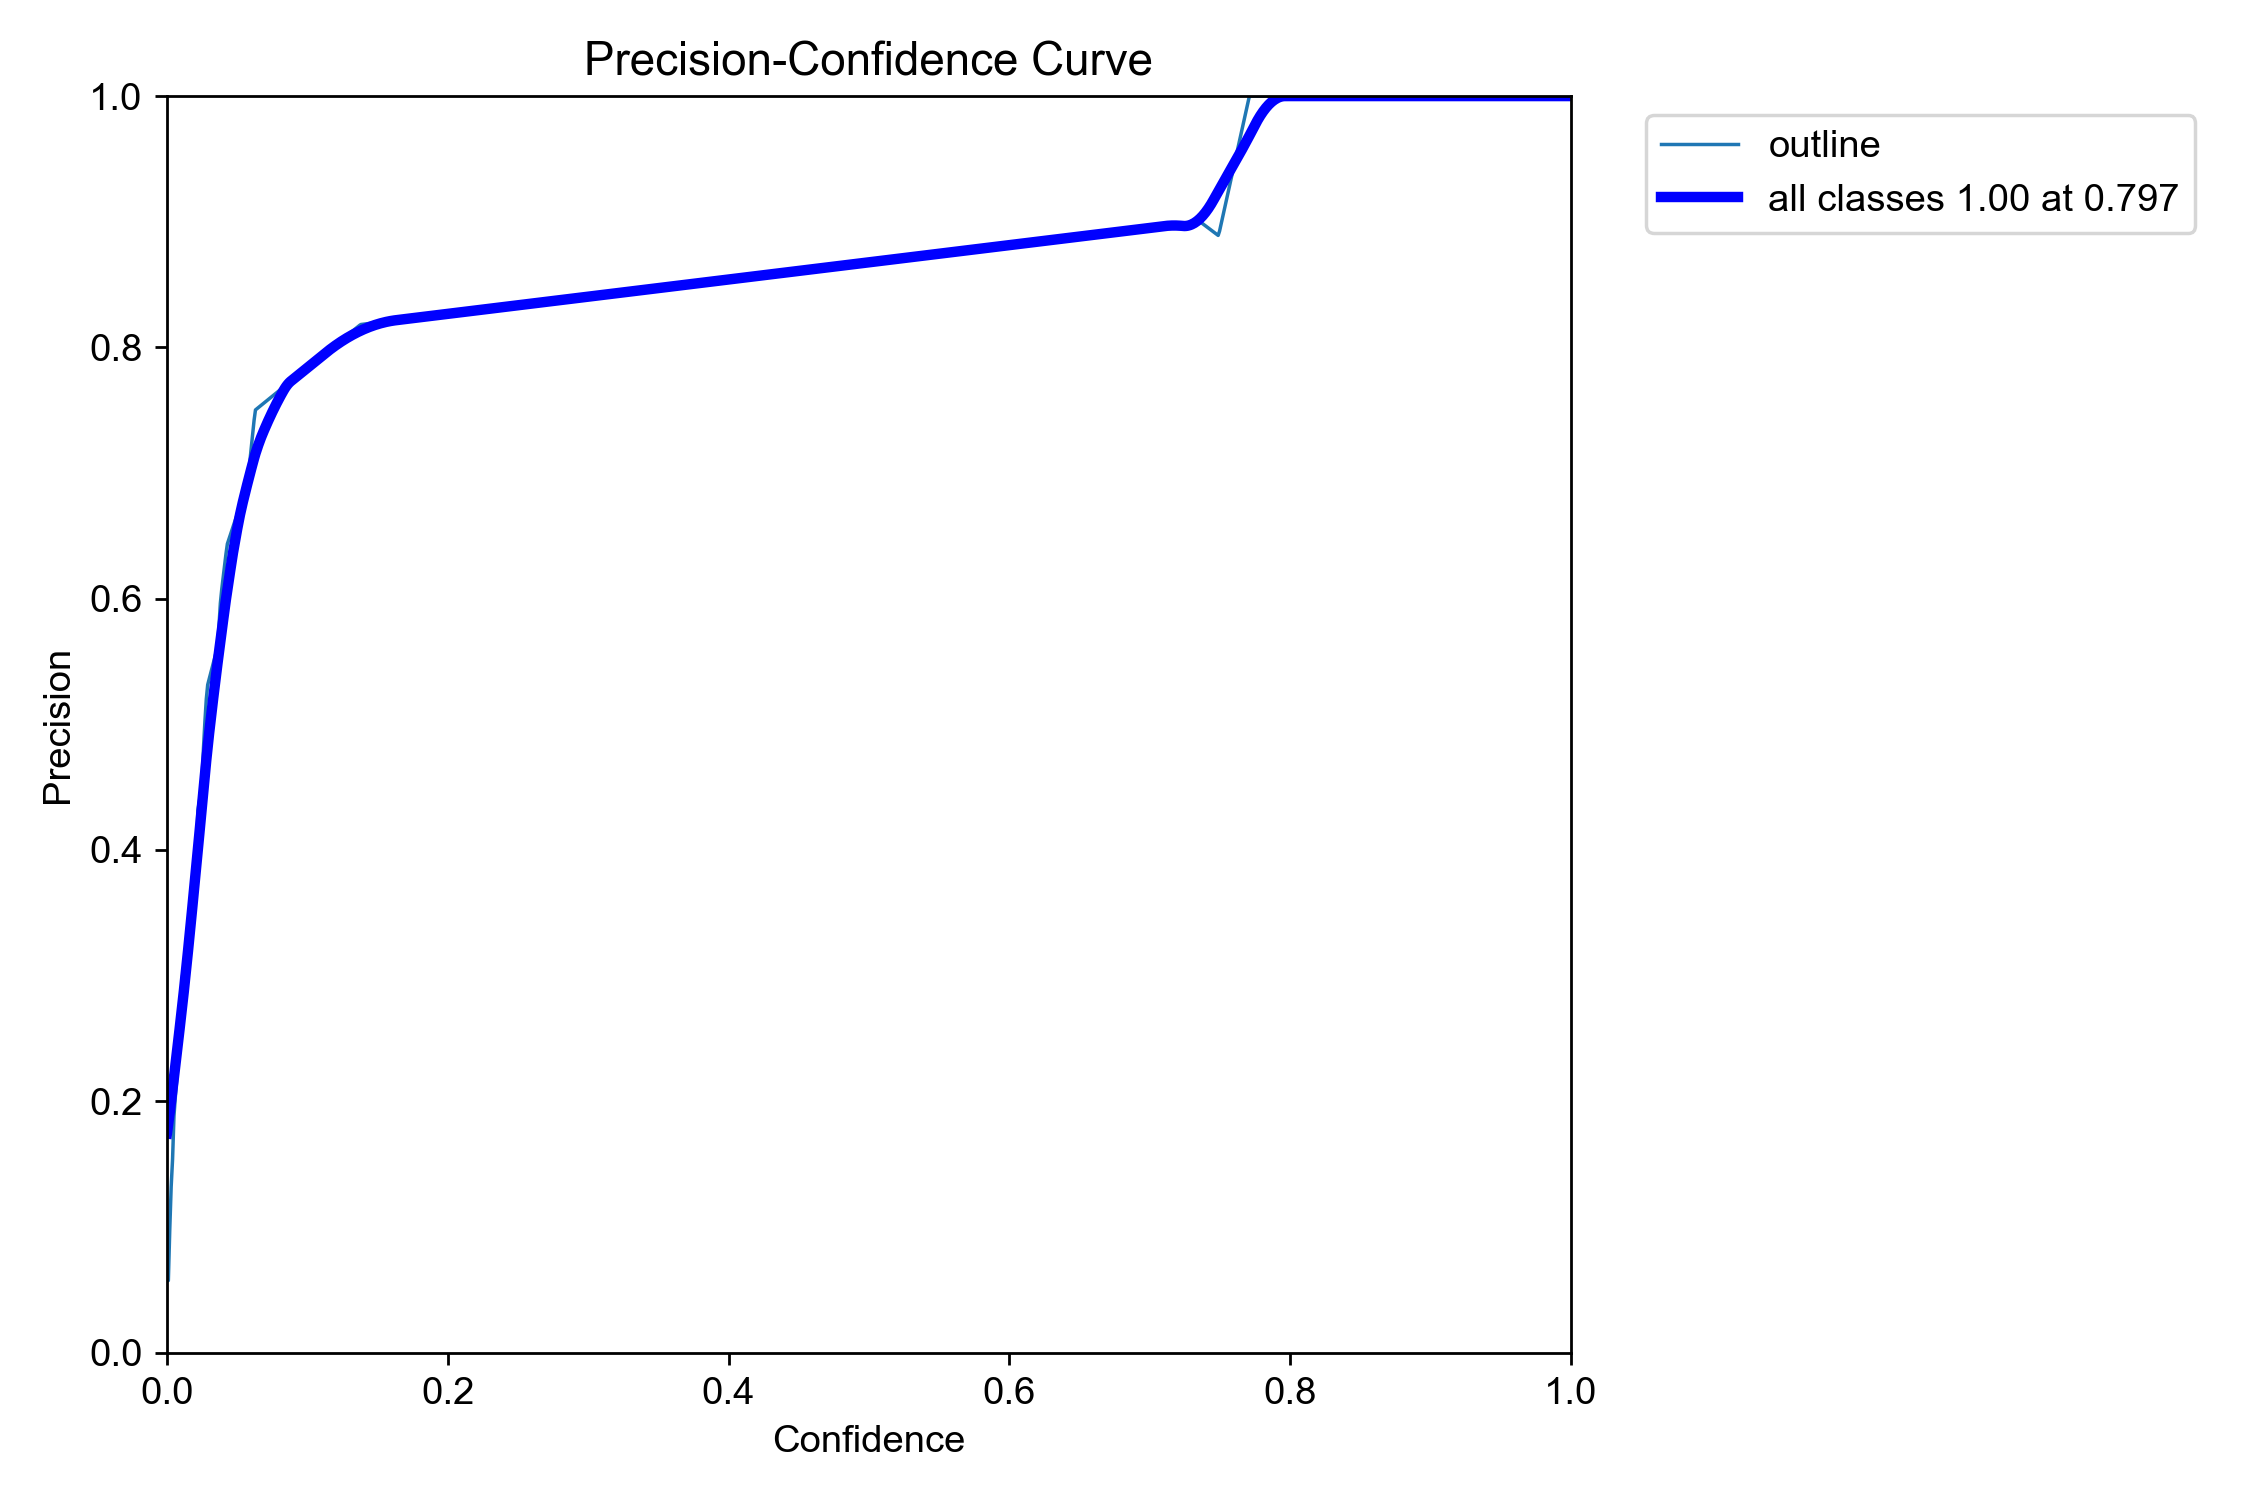 Precision-Confidence Curve
outline
all classes 1.00 at 0.797
1.0
0.8
0.6
0.4
0.2
0.0
Precision
0.0 0.2 0.4 0.6 0.8 1.0
Confidence